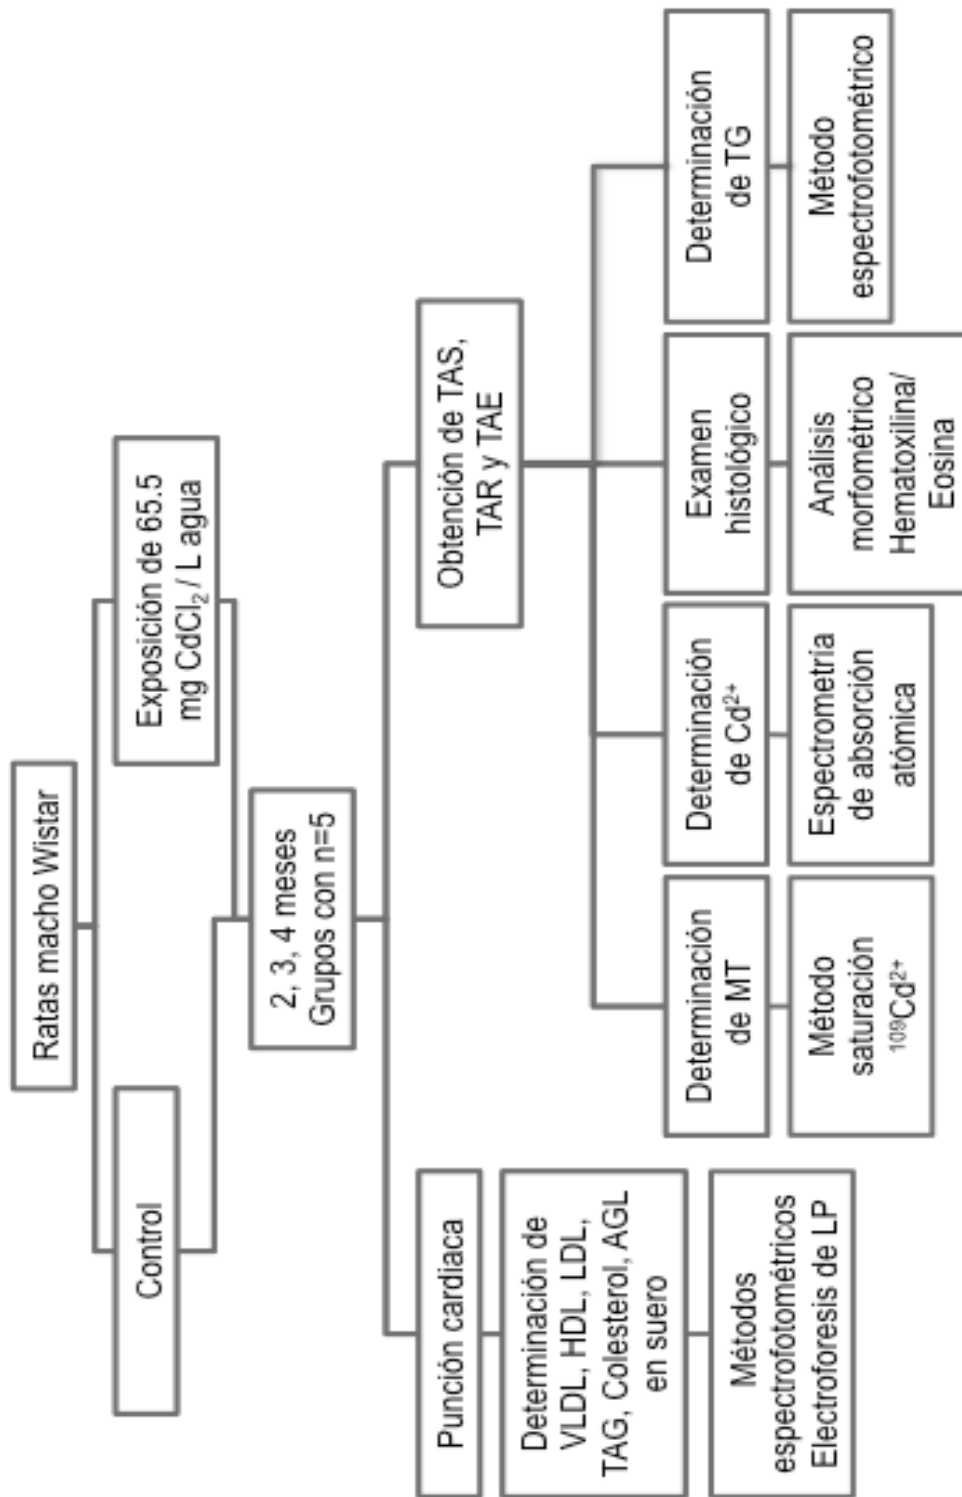 Ratas macho Wistar
Control
Exposición de 65.5
mg CdCl₂ / L agua
2, 3, 4 meses
Grupos con n=5
Punción cardiaca
Determinación de
VLDL, HDL, LDL,
TAG, Colesterol, AGL
en suero
Métodos
espectrofotométricos
Electroforesis de LP
Obtención de TAS,
TAR y TAE
Determinación
de MT
Método
saturación
¹⁰⁹Cd²⁺
Determinación
de Cd²⁺
Espectrometria
de absorción
atómica
Examen
histológico
Análisis
morfométrico
Hematoxilina/
Eosina
Determinación
de TG
Método
espectrofotométrico